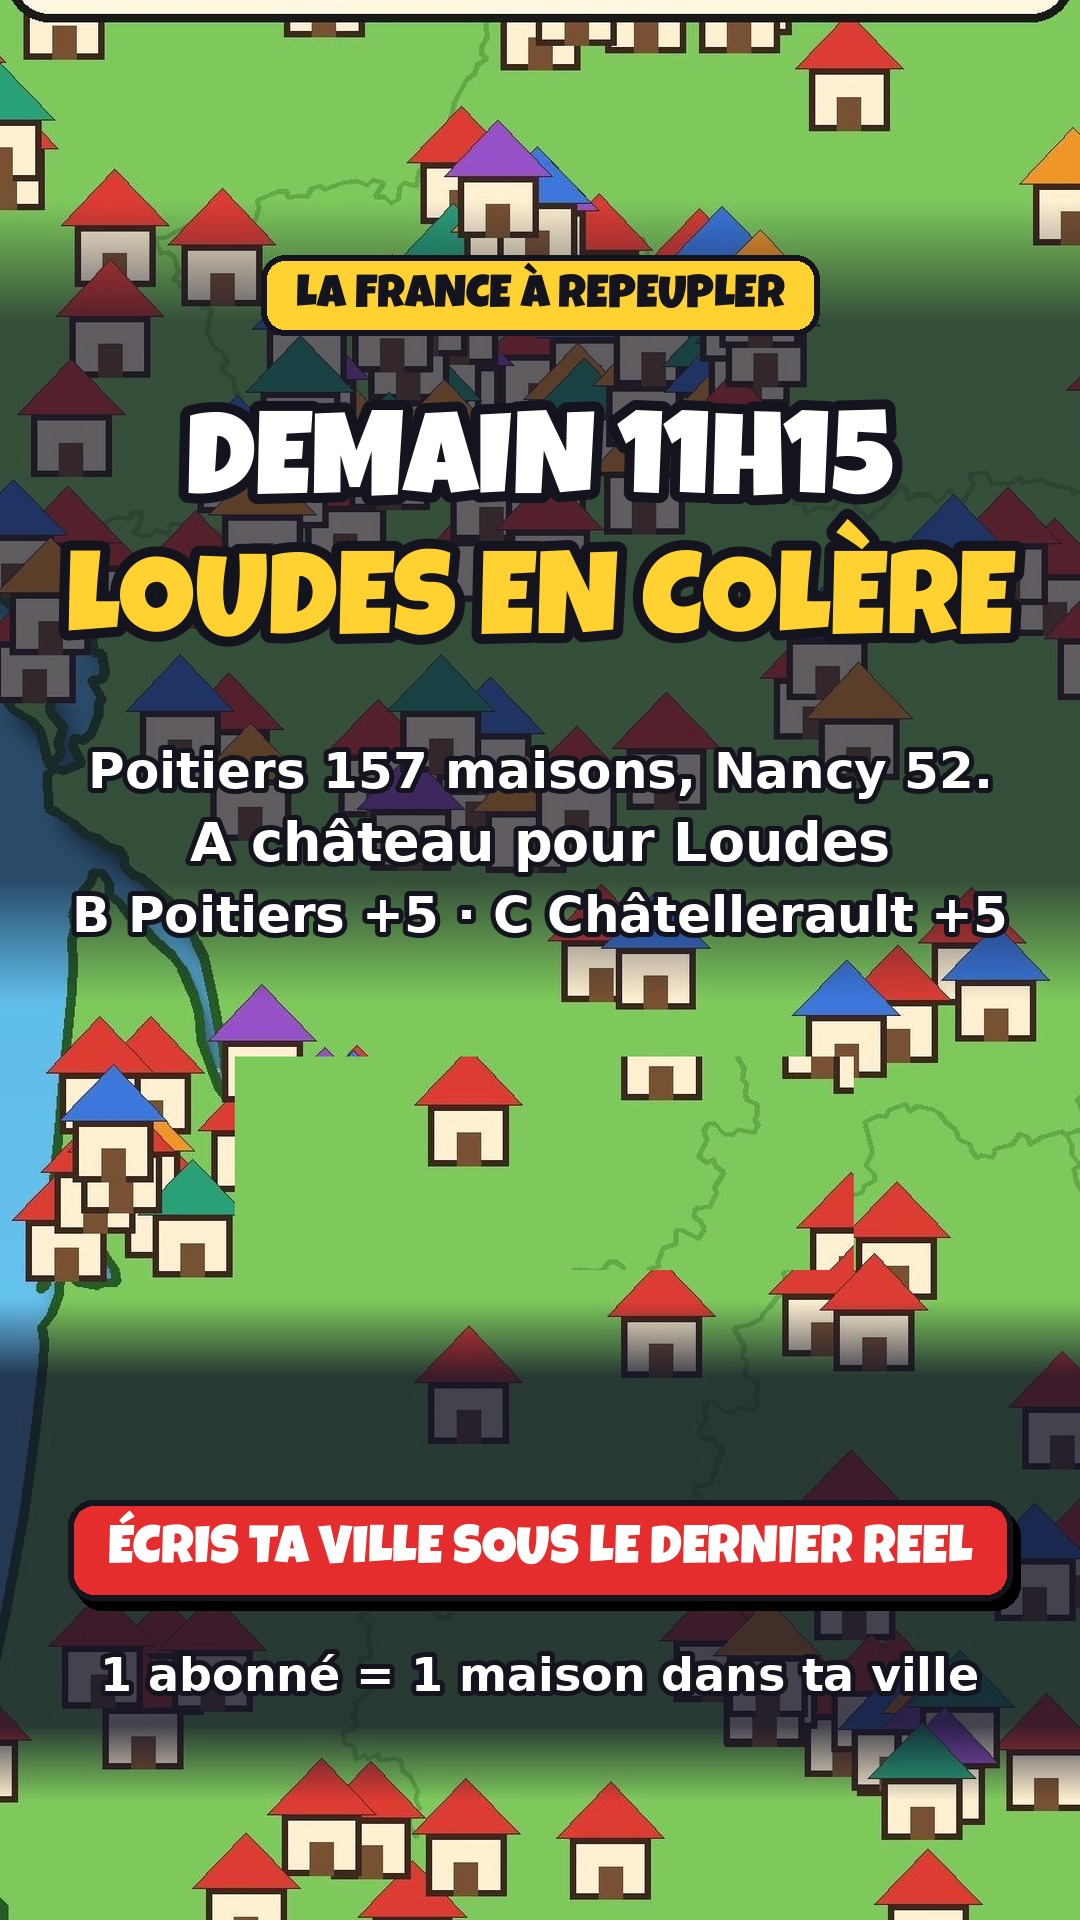 LA FRANCE À REPEUPLER
DEMAIN 11H15
LOUDES EN COLÈRE
Poitiers 157 maisons, Nancy 52.
A château pour Loudes
B Poitiers +5 · C Châtellerault +5
ÉCRIS TA VILLE SOUS LE DERNIER REEL
1 abonné = 1 maison dans ta ville